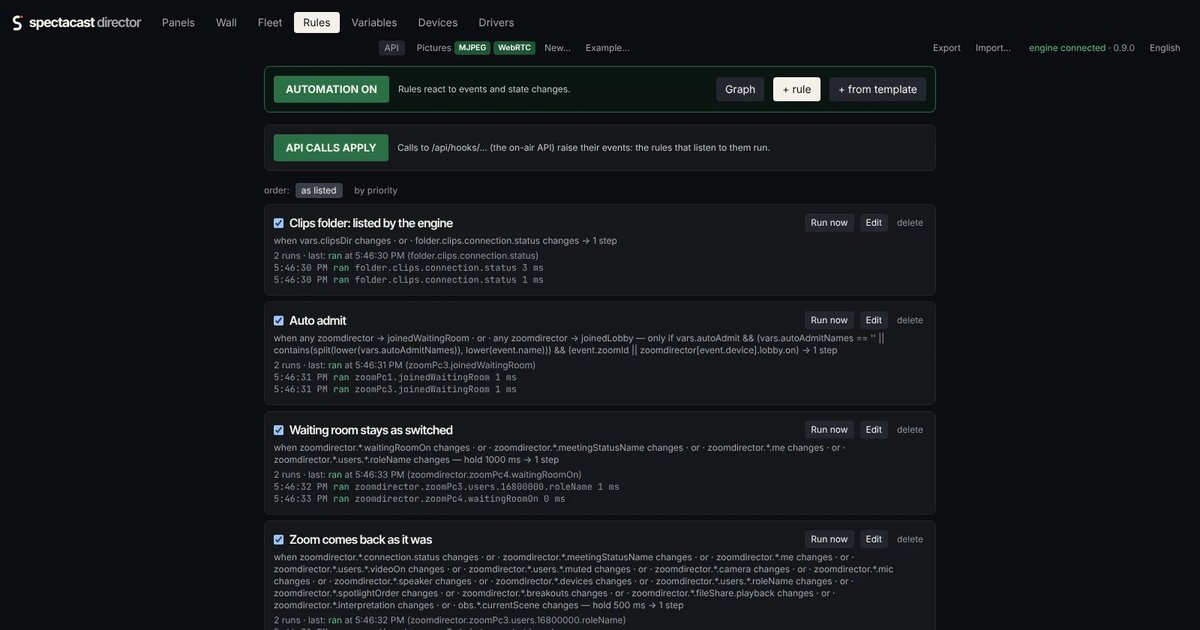 spectacast director Panels Wall Fleet Rules Variables Devices Drivers
API Pictures MJPEG WebRTC New... Example... Export Import... engine connected · 0.9.0 English
AUTOMATION ON Rules react to events and state changes. Graph + rule + from template
API CALLS APPLY Calls to /api/hooks/... (the on-air API) raise their events: the rules that listen to them run.
order: as listed by priority
Clips folder: listed by the engine Run now Edit delete
when vars.clipsDir changes · or · folder.clips.connection.status changes → 1 step
2 runs · last: ran at 5:46:30 PM (folder.clips.connection.status)
5:46:30 PM ran folder.clips.connection.status 3 ms
5:46:30 PM ran folder.clips.connection.status 1 ms
Auto admit Run now Edit delete
when any zoomdirector → joinedWaitingRoom · or · any zoomdirector → joinedLobby — only if vars.autoAdmit && (vars.autoAdmitNames == '' ||
contains(split(lower(vars.autoAdmitNames)), lower(event.name))) && (event.zoomId || zoomdirector[event.device].lobby.on) → 1 step
2 runs · last: ran at 5:46:31 PM (zoomPc3.joinedWaitingRoom)
5:46:31 PM ran zoomPc1.joinedWaitingRoom 1 ms
5:46:31 PM ran zoomPc3.joinedWaitingRoom 1 ms
Waiting room stays as switched Run now Edit delete
when zoomdirector.*.waitingRoomOn changes · or · zoomdirector.*.meetingStatusName changes · or · zoomdirector.*.me changes · or ·
zoomdirector.*.users.*.roleName changes — hold 1000 ms → 1 step
2 runs · last: ran at 5:46:33 PM (zoomdirector.zoomPc4.waitingRoomOn)
5:46:32 PM ran zoomdirector.zoomPc3.users.16800000.roleName 1 ms
5:46:33 PM ran zoomdirector.zoomPc4.waitingRoomOn 0 ms
Zoom comes back as it was Run now Edit delete
when zoomdirector.*.connection.status changes · or · zoomdirector.*.meetingStatusName changes · or · zoomdirector.*.me changes · or ·
zoomdirector.*.users.*.videoOn changes · or · zoomdirector.*.users.*.muted changes · or · zoomdirector.*.camera changes · or · zoomdirector.*.mic
changes · or · zoomdirector.*.speaker changes · or · zoomdirector.*.devices changes · or · zoomdirector.*.users.*.roleName changes · or ·
zoomdirector.*.spotlightOrder changes · or · zoomdirector.*.breakouts changes · or · zoomdirector.*.fileShare.playback changes · or ·
zoomdirector.*.interpretation changes · or · obs.*.currentScene changes — hold 500 ms → 1 step
2 runs · last: ran at 5:46:32 PM (zoomdirector.zoomPc3.users.16800000.roleName)